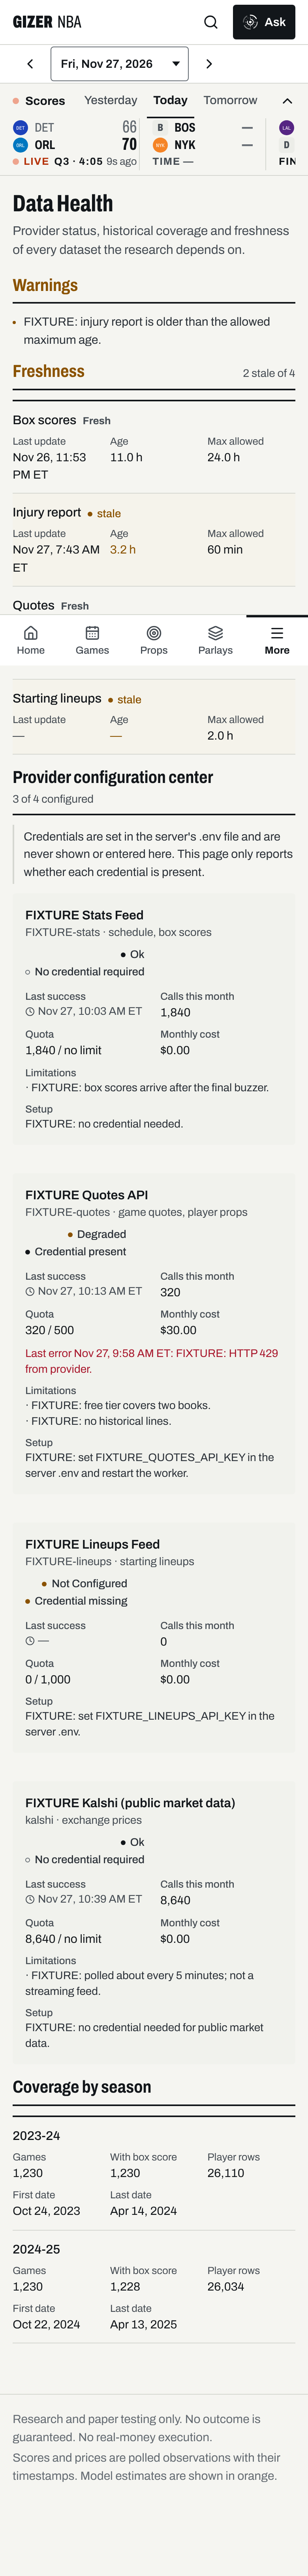 GIZER NBA
Ask
Fri, Nov 27, 2026
Scores Yesterday Today Tomorrow
DET DET 66
ORL ORL 70
LIVE Q3 · 4:05 9s ago
B BOS —
NYK NYK —
TIME —
LAL
D
FIN
Data Health
Provider status, historical coverage and freshness
of every dataset the research depends on.
Warnings
• FIXTURE: injury report is older than the allowed
maximum age.
Freshness 2 stale of 4
Box scores Fresh
Last update Age Max allowed
Nov 26, 11:53 11.0 h 24.0 h
PM ET
Injury report • stale
Last update Age Max allowed
Nov 27, 7:43 AM 3.2 h 60 min
ET
Quotes Fresh
Home Games Props Parlays More
Starting lineups • stale
Last update Age Max allowed
— — 2.0 h
Provider configuration center
3 of 4 configured
Credentials are set in the server's .env file and are
never shown or entered here. This page only reports
whether each credential is present.
FIXTURE Stats Feed
FIXTURE-stats · schedule, box scores
Ok
No credential required
Last success Calls this month
Nov 27, 10:03 AM ET 1,840
Quota Monthly cost
1,840 / no limit $0.00
Limitations
· FIXTURE: box scores arrive after the final buzzer.
Setup
FIXTURE: no credential needed.
FIXTURE Quotes API
FIXTURE-quotes · game quotes, player props
Degraded
Credential present
Last success Calls this month
Nov 27, 10:13 AM ET 320
Quota Monthly cost
320 / 500 $30.00
Last error Nov 27, 9:58 AM ET: FIXTURE: HTTP 429
from provider.
Limitations
· FIXTURE: free tier covers two books.
· FIXTURE: no historical lines.
Setup
FIXTURE: set FIXTURE_QUOTES_API_KEY in the
server .env and restart the worker.
FIXTURE Lineups Feed
FIXTURE-lineups · starting lineups
Not Configured
Credential missing
Last success Calls this month
— 0
Quota Monthly cost
0 / 1,000 $0.00
Setup
FIXTURE: set FIXTURE_LINEUPS_API_KEY in the
server .env.
FIXTURE Kalshi (public market data)
kalshi · exchange prices
Ok
No credential required
Last success Calls this month
Nov 27, 10:39 AM ET 8,640
Quota Monthly cost
8,640 / no limit $0.00
Limitations
· FIXTURE: polled about every 5 minutes; not a
streaming feed.
Setup
FIXTURE: no credential needed for public market
data.
Coverage by season
2023-24
Games With box score Player rows
1,230 1,230 26,110
First date Last date
Oct 24, 2023 Apr 14, 2024
2024-25
Games With box score Player rows
1,230 1,228 26,034
First date Last date
Oct 22, 2024 Apr 13, 2025
Research and paper testing only. No outcome is
guaranteed. No real-money execution.
Scores and prices are polled observations with their
timestamps. Model estimates are shown in orange.